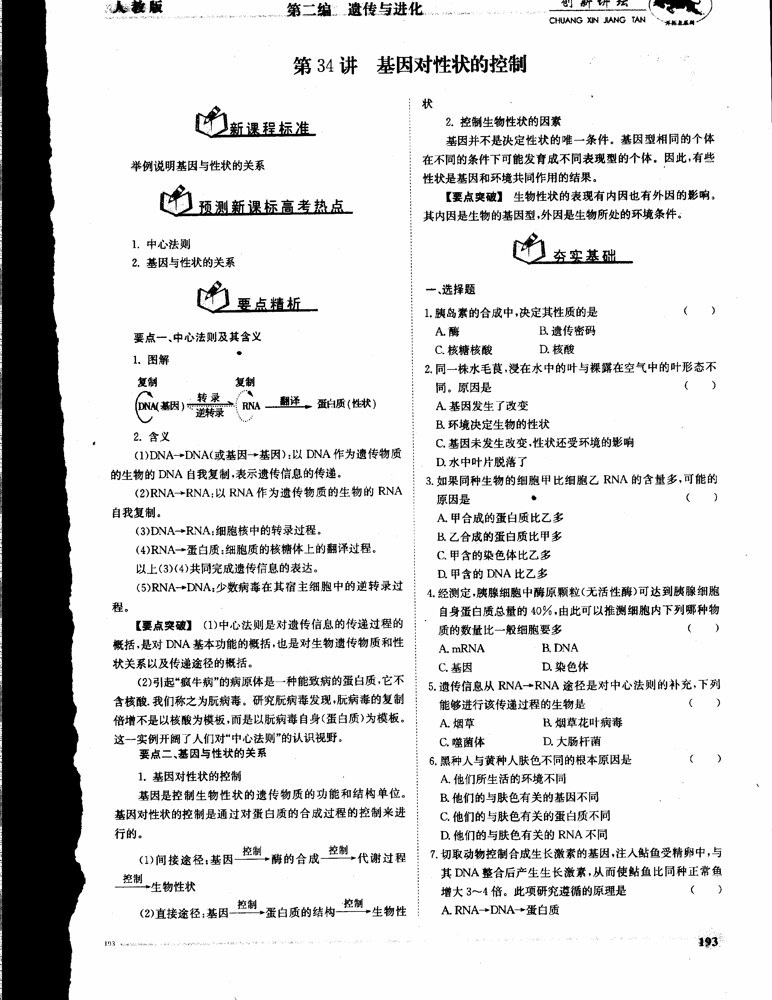 人教版
第二编 遗传与进化
创新讲坛
CHUANG XIN JIANG TAN
开拓者系列
第 34 讲 基因对性状的控制
新课程标准
举例说明基因与性状的关系
预测新课标高考热点
1. 中心法则
2. 基因与性状的关系
要点精析
要点一、中心法则及其含义
1. 图解
复制 复制
DNA(基因) 转录 逆转录 RNA 翻译 蛋白质(性状)
2. 含义
(1)DNA→DNA(或基因→基因):以 DNA 作为遗传物质
的生物的 DNA 自我复制,表示遗传信息的传递。
(2)RNA→RNA:以 RNA 作为遗传物质的生物的 RNA
自我复制。
(3)DNA→RNA:细胞核中的转录过程。
(4)RNA→蛋白质:细胞质的核糖体上的翻译过程。
以上(3)(4)共同完成遗传信息的表达。
(5)RNA→DNA:少数病毒在其宿主细胞中的逆转录过
程。
【要点突破】 (1)中心法则是对遗传信息的传递过程的
概括,是对 DNA 基本功能的概括,也是对生物遗传物质和性
状关系以及传递途径的概括。
(2)引起“疯牛病”的病原体是一种能致病的蛋白质,它不
含核酸.我们称之为朊病毒。研究朊病毒发现,朊病毒的复制
倍增不是以核酸为模板,而是以朊病毒自身(蛋白质)为模板。
这一实例开阔了人们对“中心法则”的认识视野。
要点二、基因与性状的关系
1. 基因对性状的控制
基因是控制生物性状的遗传物质的功能和结构单位。
基因对性状的控制是通过对蛋白质的合成过程的控制来进
行的。
(1)间接途径:基因 控制→ 酶的合成 控制→ 代谢过程
控制→ 生物性状
(2)直接途径:基因 控制→ 蛋白质的结构 控制→ 生物性
状
2. 控制生物性状的因素
基因并不是决定性状的唯一条件。基因型相同的个体
在不同的条件下可能发育成不同表现型的个体。因此,有些
性状是基因和环境共同作用的结果。
【要点突破】 生物性状的表现有内因也有外因的影响。
其内因是生物的基因型,外因是生物所处的环境条件。
夯实基础
一、选择题
1. 胰岛素的合成中,决定其性质的是 ( )
A. 酶 B. 遗传密码
C. 核糖核酸 D. 核酸
2. 同一株水毛茛,浸在水中的叶与裸露在空气中的叶形态不
同。原因是 ( )
A. 基因发生了改变
B. 环境决定生物的性状
C. 基因未发生改变,性状还受环境的影响
D. 水中叶片脱落了
3. 如果同种生物的细胞甲比细胞乙 RNA 的含量多,可能的
原因是 ( )
A. 甲合成的蛋白质比乙多
B. 乙合成的蛋白质比甲多
C. 甲含的染色体比乙多
D. 甲含的 DNA 比乙多
4. 经测定,胰腺细胞中酶原颗粒(无活性酶)可达到胰腺细胞
自身蛋白质总量的 40%,由此可以推测细胞内下列哪种物
质的数量比一般细胞要多 ( )
A. mRNA B. DNA
C. 基因 D. 染色体
5. 遗传信息从 RNA→RNA 途径是对中心法则的补充,下列
能够进行该传递过程的生物是 ( )
A. 烟草 B. 烟草花叶病毒
C. 噬菌体 D. 大肠杆菌
6. 黑种人与黄种人肤色不同的根本原因是 ( )
A. 他们所生活的环境不同
B. 他们的与肤色有关的基因不同
C. 他们的与肤色有关的蛋白质不同
D. 他们的与肤色有关的 RNA 不同
7. 切取动物控制合成生长激素的基因,注入鲇鱼受精卵中,与
其 DNA 整合后产生生长激素,从而使鲇鱼比同种正常鱼
增大 3～4 倍。此项研究遵循的原理是 ( )
A. RNA→DNA→蛋白质
193
193